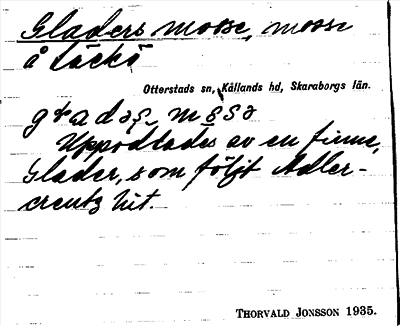 Gladers mosse, mosse
å Läckö
Otterstads sn, Kållands hd, Skaraborgs län.
Uppodlades av en finne,
Glader, som följt Adler-
creutz hit.
THORVALD JONSSON 1935.